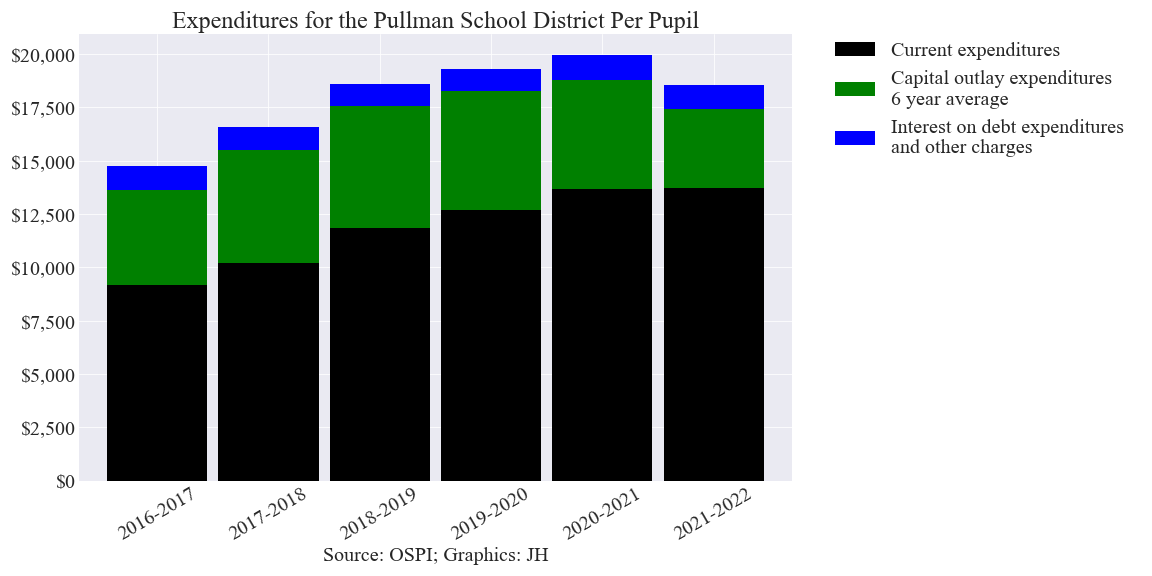 Expenditures for the Pullman School District Per Pupil
$20,000
$17,500
$15,000
$12,500
$10,000
$7,500
$5,000
$2,500
$0
2016-2017
2017-2018
2018-2019
2019-2020
2020-2021
2021-2022
Source: OSPI; Graphics: JH
Current expenditures
Capital outlay expenditures
6 year average
Interest on debt expenditures
and other charges